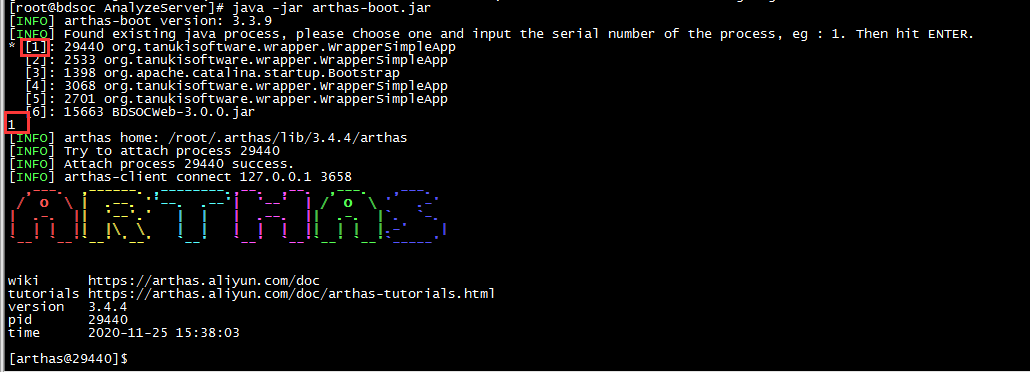 [root@bdsoc AnalyzeServer]# java -jar arthas-boot.jar
[INFO] arthas-boot version: 3.3.9
[INFO] Found existing java process, please choose one and input the serial number of the process, eg : 1. Then hit ENTER.
* [1]: 29440 org.tanukisoftware.wrapper.WrapperSimpleApp
  [2]: 2533 org.tanukisoftware.wrapper.WrapperSimpleApp
  [3]: 1398 org.apache.catalina.startup.Bootstrap
  [4]: 3068 org.tanukisoftware.wrapper.WrapperSimpleApp
  [5]: 2701 org.tanukisoftware.wrapper.WrapperSimpleApp
  [6]: 15663 BDSOCWeb-3.0.0.jar
1
[INFO] arthas home: /root/.arthas/lib/3.4.4/arthas
[INFO] Try to attach process 29440
[INFO] Attach process 29440 success.
[INFO] arthas-client connect 127.0.0.1 3658
ARTHAS
wiki      https://arthas.aliyun.com/doc
tutorials https://arthas.aliyun.com/doc/arthas-tutorials.html
version   3.4.4
pid       29440
time      2020-11-25 15:38:03
[arthas@29440]$